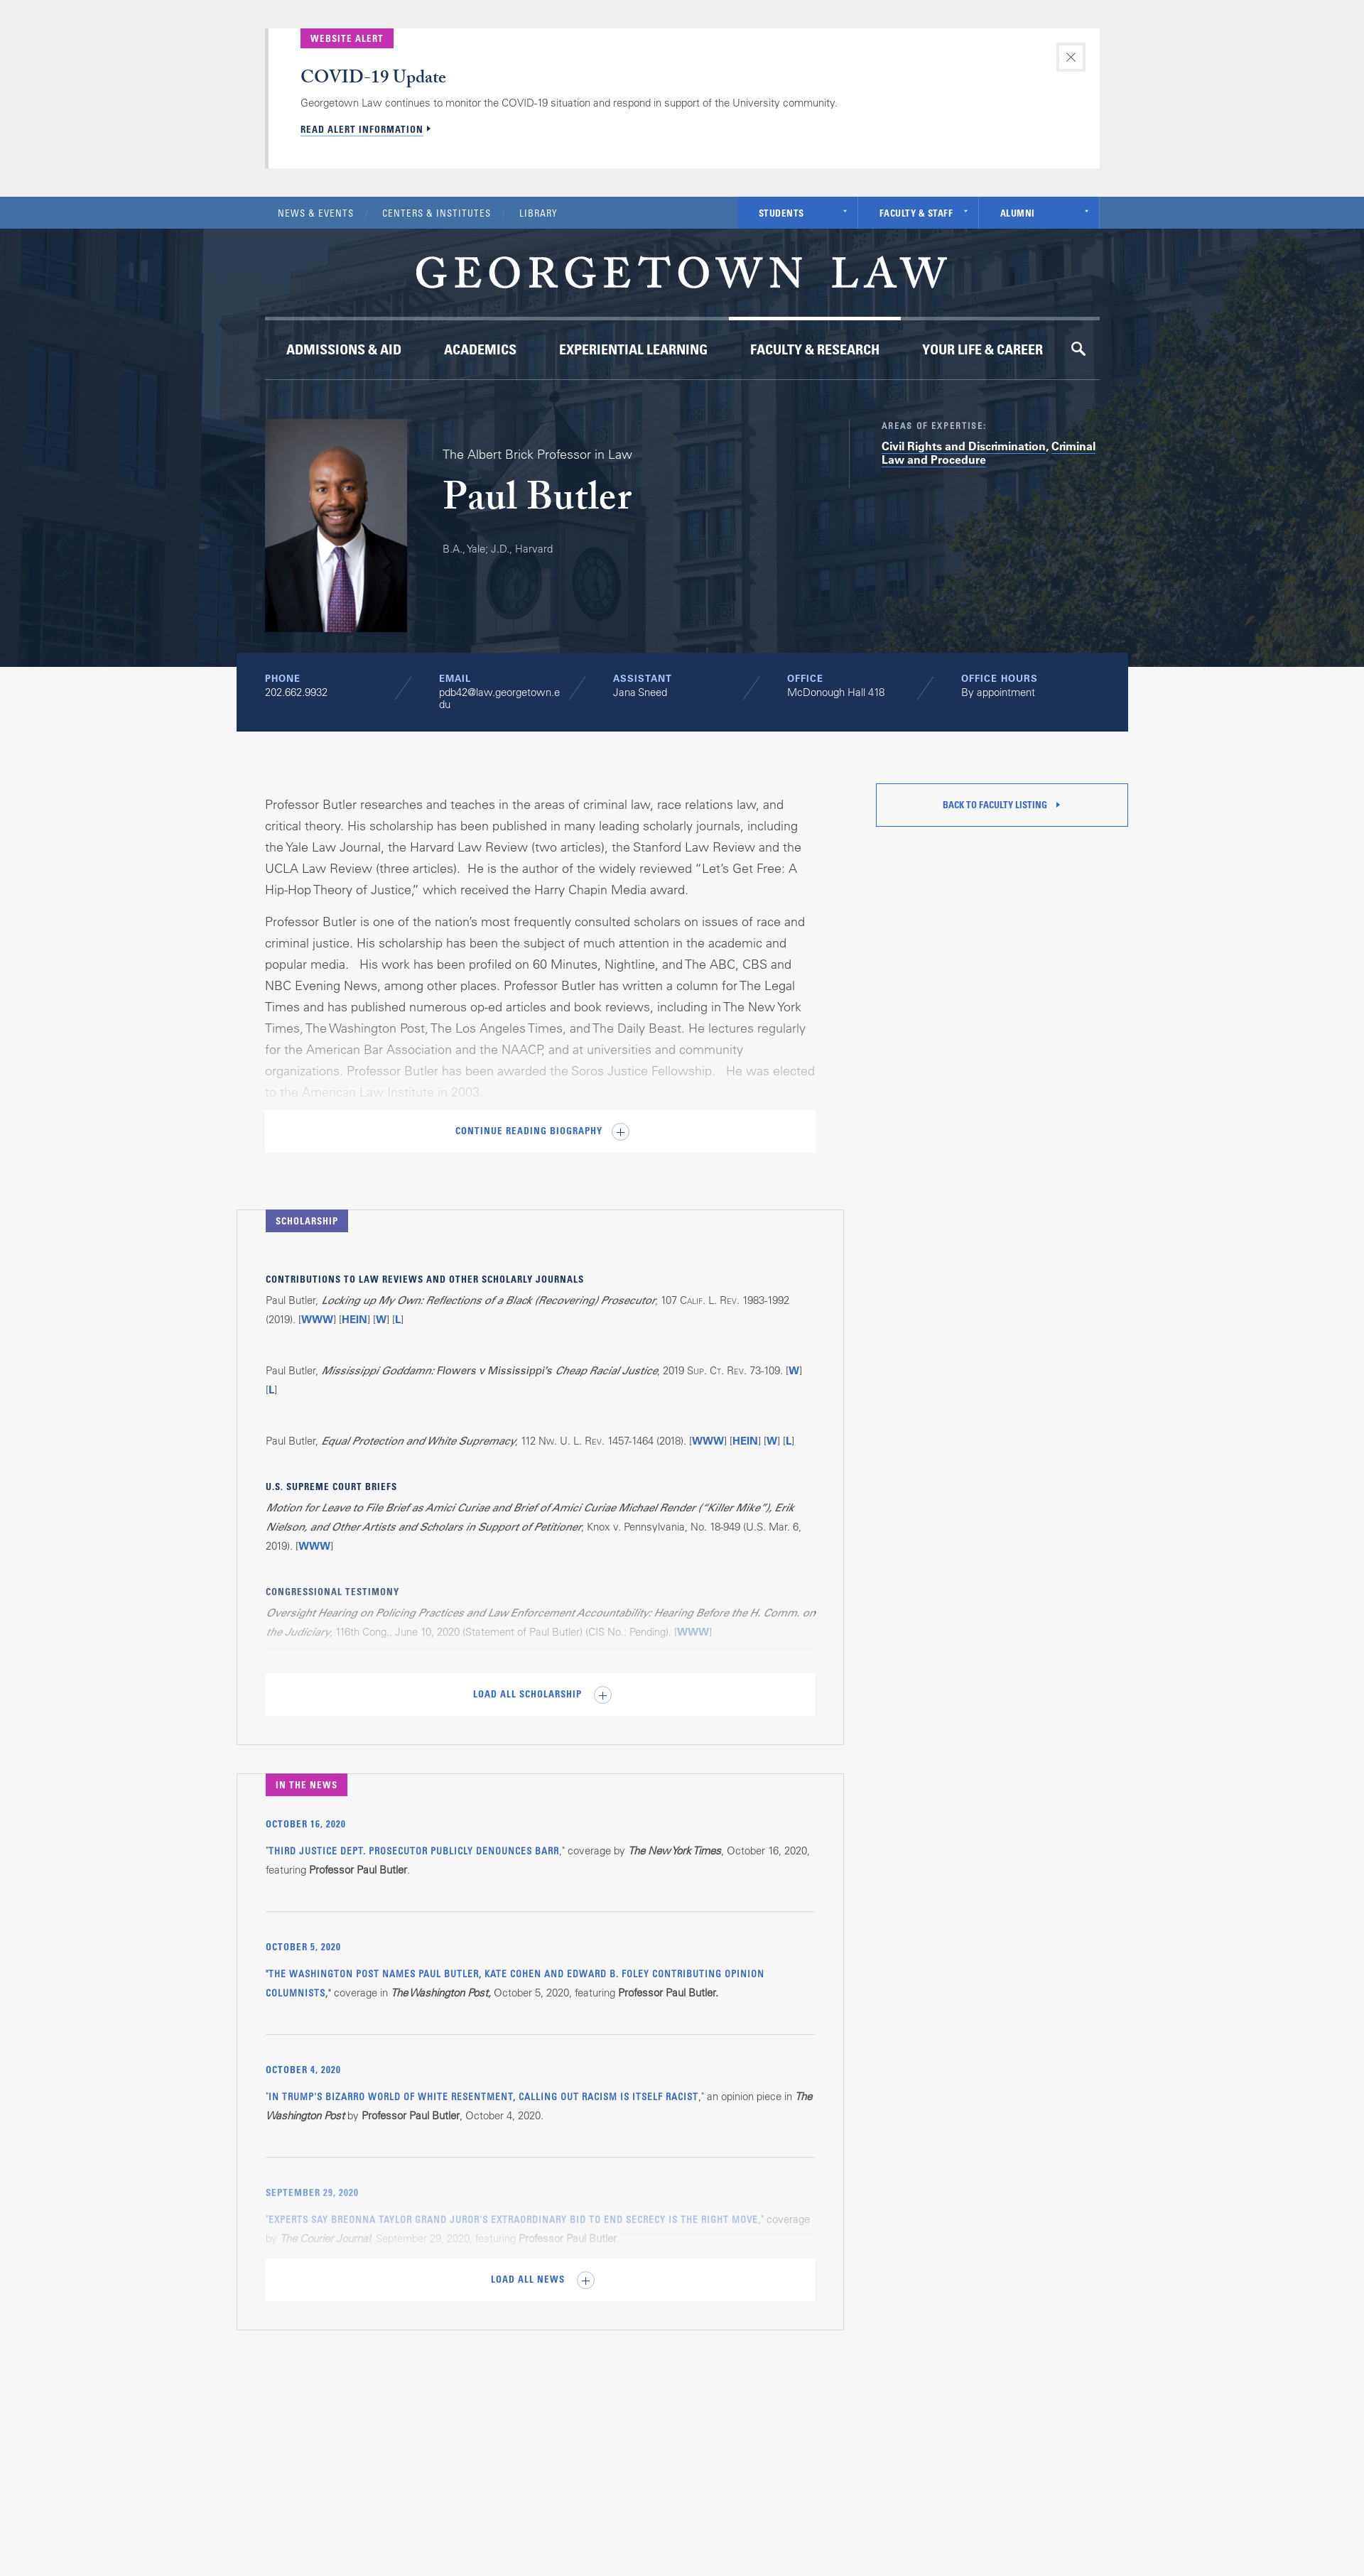 WEBSITE ALERT
COVID-19 Update
Georgetown Law continues to monitor the COVID-19 situation and respond in support of the University community.
READ ALERT INFORMATION
NEWS & EVENTS / CENTERS & INSTITUTES / LIBRARY
STUDENTS
FACULTY & STAFF
ALUMNI
GEORGETOWN LAW
ADMISSIONS & AID
ACADEMICS
EXPERIENTIAL LEARNING
FACULTY & RESEARCH
YOUR LIFE & CAREER
The Albert Brick Professor in Law
Paul Butler
B.A., Yale; J.D., Harvard
AREAS OF EXPERTISE:
Civil Rights and Discrimination, Criminal
Law and Procedure
PHONE
202.662.9932
EMAIL
pdb42@law.georgetown.e
du
ASSISTANT
Jana Sneed
OFFICE
McDonough Hall 418
OFFICE HOURS
By appointment
BACK TO FACULTY LISTING
Professor Butler researches and teaches in the areas of criminal law, race relations law, and
critical theory. His scholarship has been published in many leading scholarly journals, including
the Yale Law Journal, the Harvard Law Review (two articles), the Stanford Law Review and the
UCLA Law Review (three articles).  He is the author of the widely reviewed “Let’s Get Free: A
Hip-Hop Theory of Justice,” which received the Harry Chapin Media award.
Professor Butler is one of the nation’s most frequently consulted scholars on issues of race and
criminal justice. His scholarship has been the subject of much attention in the academic and
popular media.   His work has been profiled on 60 Minutes, Nightline, and The ABC, CBS and
NBC Evening News, among other places. Professor Butler has written a column for The Legal
Times and has published numerous op-ed articles and book reviews, including in The New York
Times, The Washington Post, The Los Angeles Times, and The Daily Beast. He lectures regularly
for the American Bar Association and the NAACP, and at universities and community
organizations. Professor Butler has been awarded the Soros Justice Fellowship.   He was elected
to the American Law Institute in 2003.
CONTINUE READING BIOGRAPHY
SCHOLARSHIP
CONTRIBUTIONS TO LAW REVIEWS AND OTHER SCHOLARLY JOURNALS
Paul Butler, Locking up My Own: Reflections of a Black (Recovering) Prosecutor, 107 Calif. L. Rev. 1983-1992
(2019). [WWW] [HEIN] [W] [L]
Paul Butler, Mississippi Goddamn: Flowers v Mississippi’s Cheap Racial Justice, 2019 Sup. Ct. Rev. 73-109. [W]
[L]
Paul Butler, Equal Protection and White Supremacy, 112 Nw. U. L. Rev. 1457-1464 (2018). [WWW] [HEIN] [W] [L]
U.S. SUPREME COURT BRIEFS
Motion for Leave to File Brief as Amici Curiae and Brief of Amici Curiae Michael Render (“Killer Mike”), Erik
Nielson, and Other Artists and Scholars in Support of Petitioner, Knox v. Pennsylvania, No. 18-949 (U.S. Mar. 6,
2019). [WWW]
CONGRESSIONAL TESTIMONY
Oversight Hearing on Policing Practices and Law Enforcement Accountability: Hearing Before the H. Comm. on
the Judiciary, 116th Cong., June 10, 2020 (Statement of Paul Butler) (CIS No.: Pending). [WWW]
LOAD ALL SCHOLARSHIP
IN THE NEWS
OCTOBER 16, 2020
"THIRD JUSTICE DEPT. PROSECUTOR PUBLICLY DENOUNCES BARR," coverage by The New York Times, October 16, 2020,
featuring Professor Paul Butler.
OCTOBER 5, 2020
"THE WASHINGTON POST NAMES PAUL BUTLER, KATE COHEN AND EDWARD B. FOLEY CONTRIBUTING OPINION
COLUMNISTS," coverage in The Washington Post, October 5, 2020, featuring Professor Paul Butler.
OCTOBER 4, 2020
"IN TRUMP'S BIZARRO WORLD OF WHITE RESENTMENT, CALLING OUT RACISM IS ITSELF RACIST," an opinion piece in The
Washington Post by Professor Paul Butler, October 4, 2020.
SEPTEMBER 29, 2020
"EXPERTS SAY BREONNA TAYLOR GRAND JUROR'S EXTRAORDINARY BID TO END SECRECY IS THE RIGHT MOVE," coverage
by The Courier Journal, September 29, 2020, featuring Professor Paul Butler.
LOAD ALL NEWS